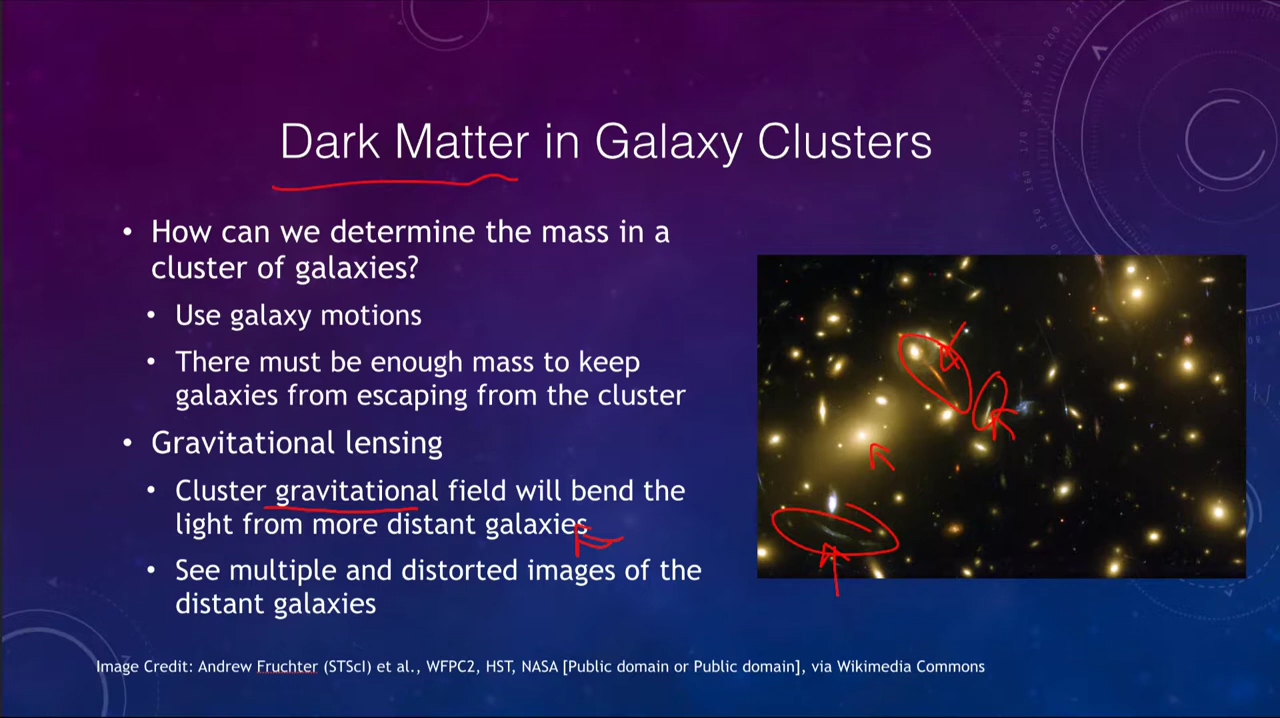 Dark Matter in Galaxy Clusters
• How can we determine the mass in a
cluster of galaxies?
• Use galaxy motions
• There must be enough mass to keep
galaxies from escaping from the cluster
• Gravitational lensing
• Cluster gravitational field will bend the
light from more distant galaxies
• See multiple and distorted images of the
distant galaxies
Image Credit: Andrew Fruchter (STScI) et al., WFPC2, HST, NASA [Public domain or Public domain], via Wikimedia Commons